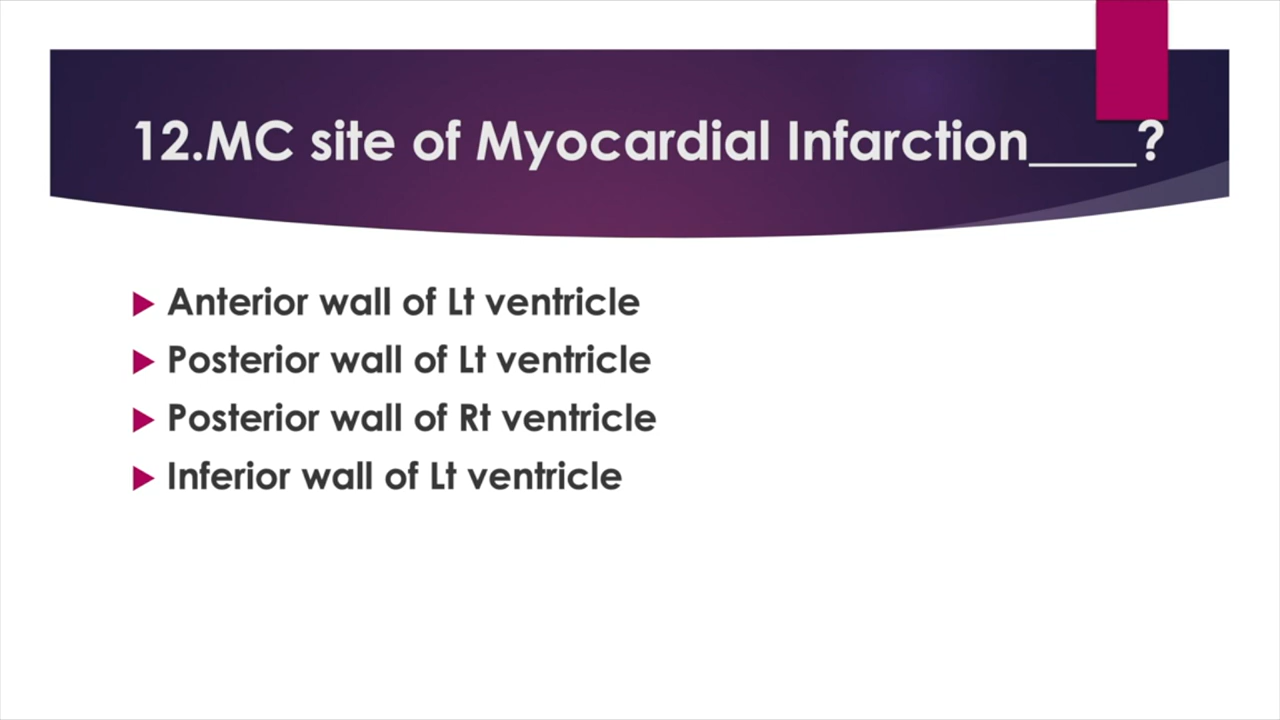 12.MC site of Myocardial Infarction____?
Anterior wall of Lt ventricle
Posterior wall of Lt ventricle
Posterior wall of Rt ventricle
Inferior wall of Lt ventricle